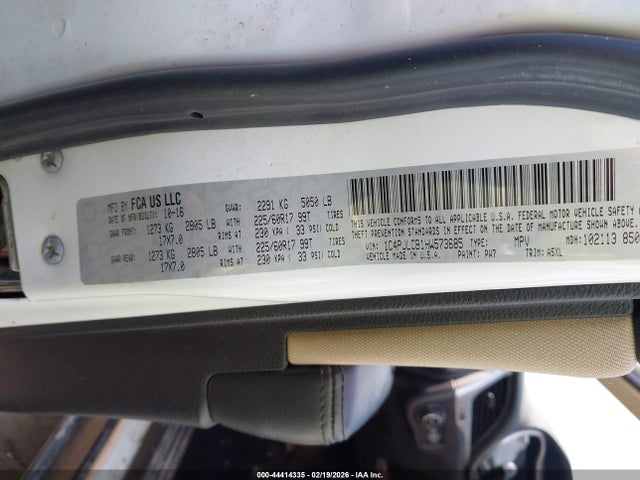 MFD BY FCA US LLC
DATE OF MFR(BUILT): 10-16 GVWR: 2291 KG 5050 LB
GAWR FRONT: 1273 KG 2805 LB WITH 225/60R17 99T TIRES
17X7.0 RIMS AT 230 KPA ( 33 PSI) COLD
GAWR REAR: 1273 KG 2805 LB WITH 225/60R17 99T TIRES
17X7.0 RIMS AT 230 KPA ( 33 PSI) COLD
THIS VEHICLE CONFORMS TO ALL APPLICABLE U.S.A. FEDERAL MOTOR VEHICLE SAFETY
THEFT PREVENTION STANDARDS IN EFFECT ON THE DATE OF MANUFACTURE SHOWN ABOVE.
VIN: TYPE: MPV MDH: 102113 850
VEHICLE MADE IN U.S.A. PAINT: PW7 TRIM: A5XL
000-44414335 - 02/19/2026 - IAA Inc.